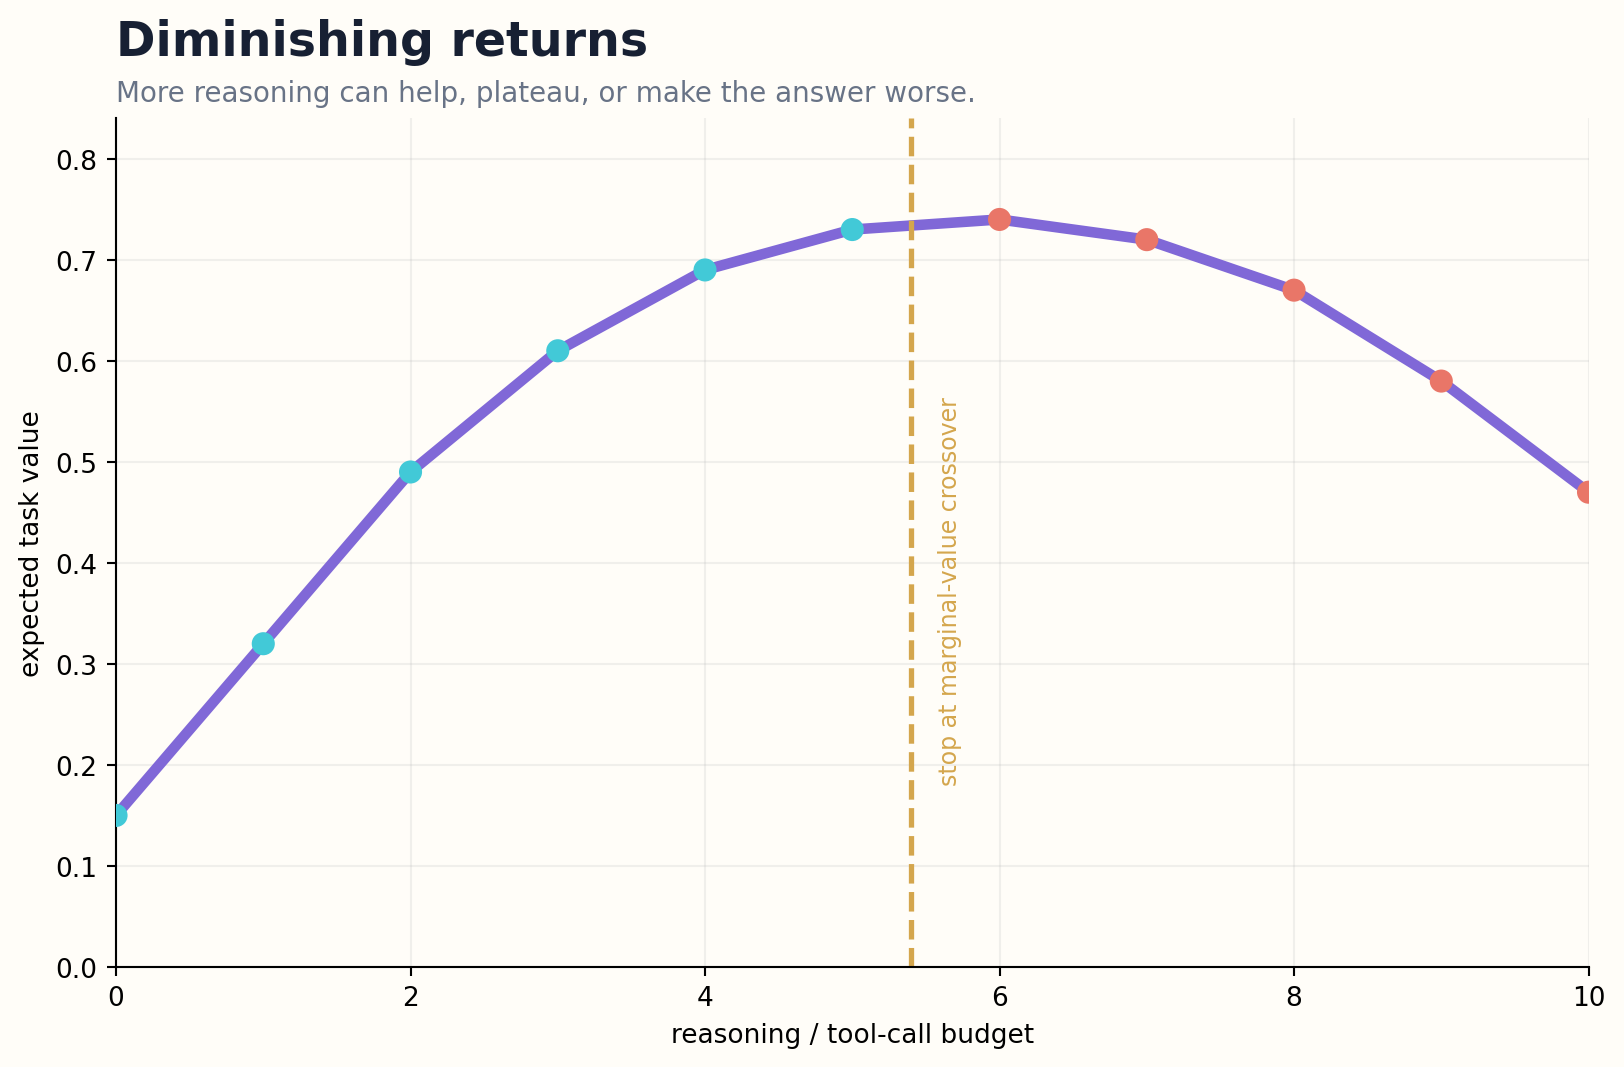 Diminishing returns
More reasoning can help, plateau, or make the answer worse.
expected task value
0.8
0.7
0.6
0.5
0.4
0.3
0.2
0.1
0.0
stop at marginal-value crossover
0 2 4 6 8 10
reasoning / tool-call budget